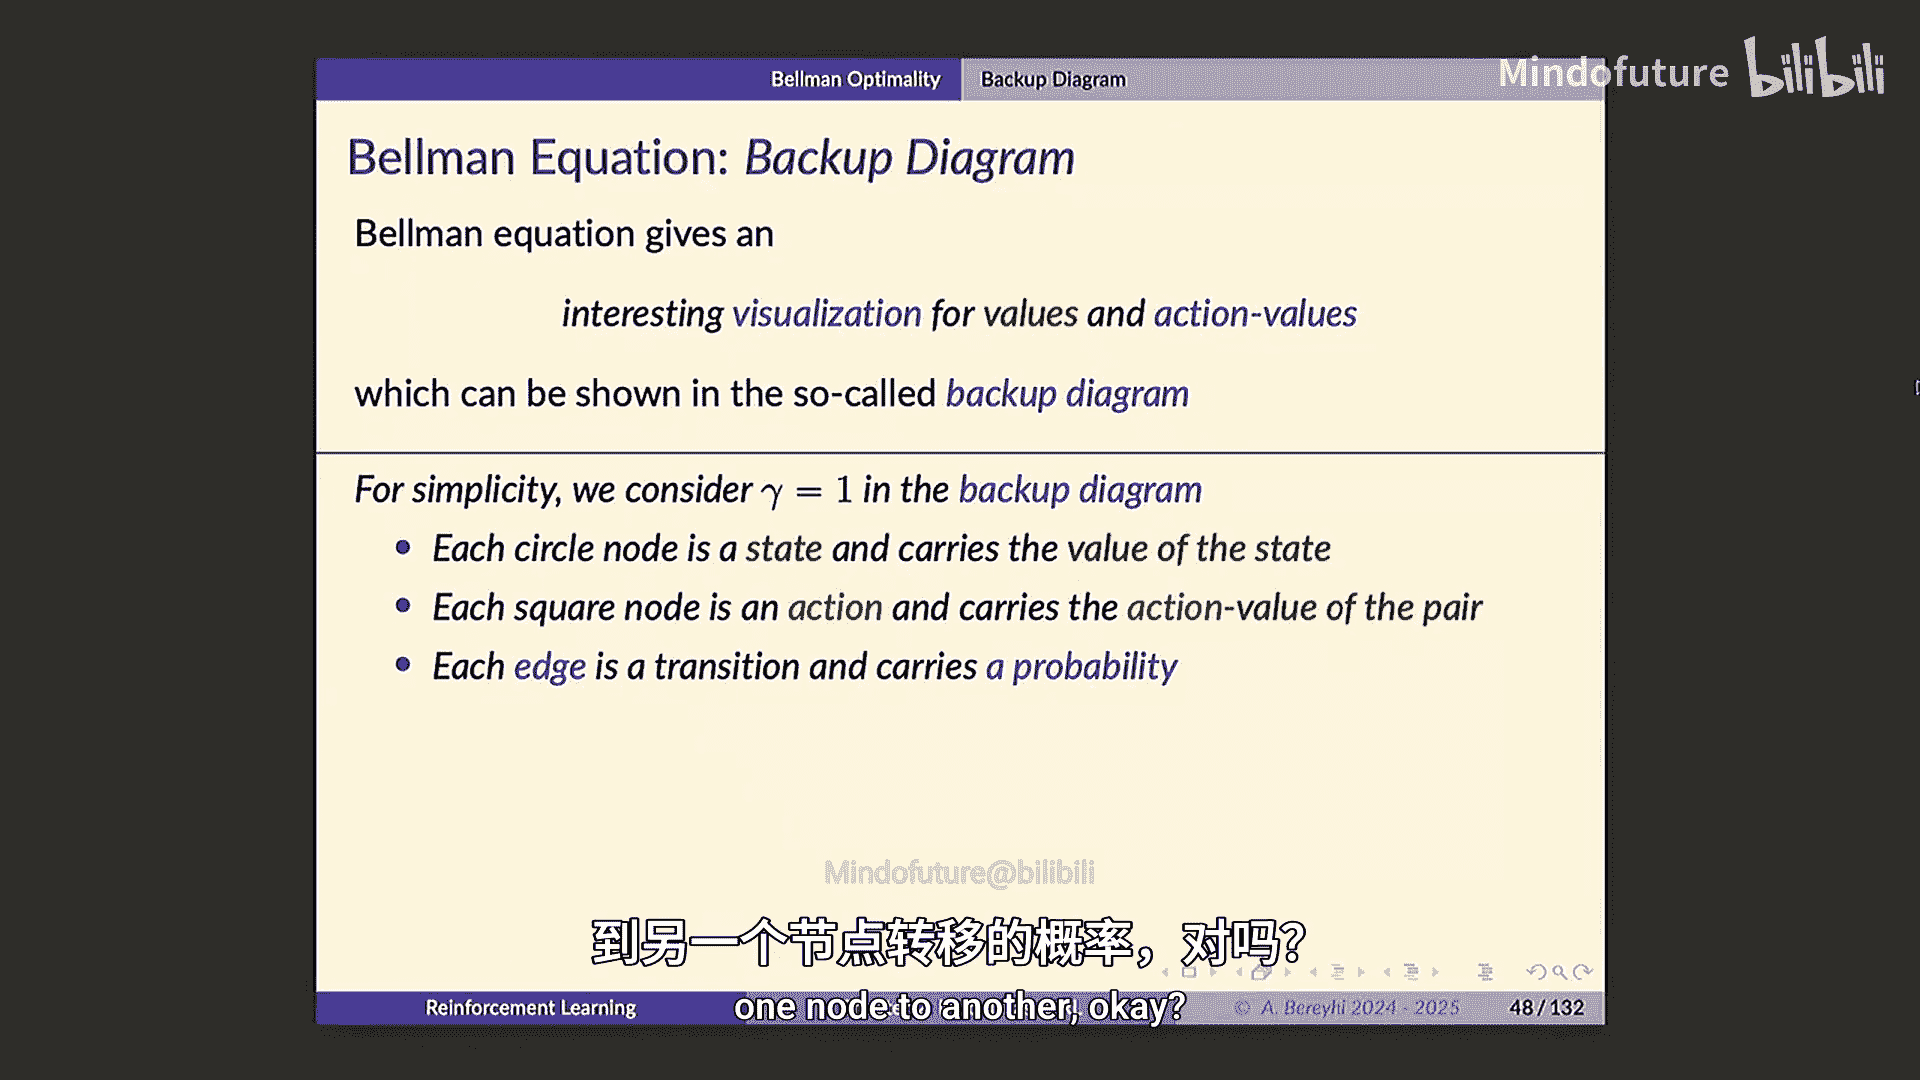 Bellman Optimality Backup Diagram
Mindofuture bilibili
Bellman Equation: Backup Diagram
Bellman equation gives an
interesting visualization for values and action-values
which can be shown in the so-called backup diagram
For simplicity, we consider γ = 1 in the backup diagram
• Each circle node is a state and carries the value of the state
• Each square node is an action and carries the action-value of the pair
• Each edge is a transition and carries a probability
Mindofuture@bilibili
到另一个节点转移的概率，对吗？
one node to another, okay?
Reinforcement Learning
© A. Bereyhi 2024 - 2025
48 / 132